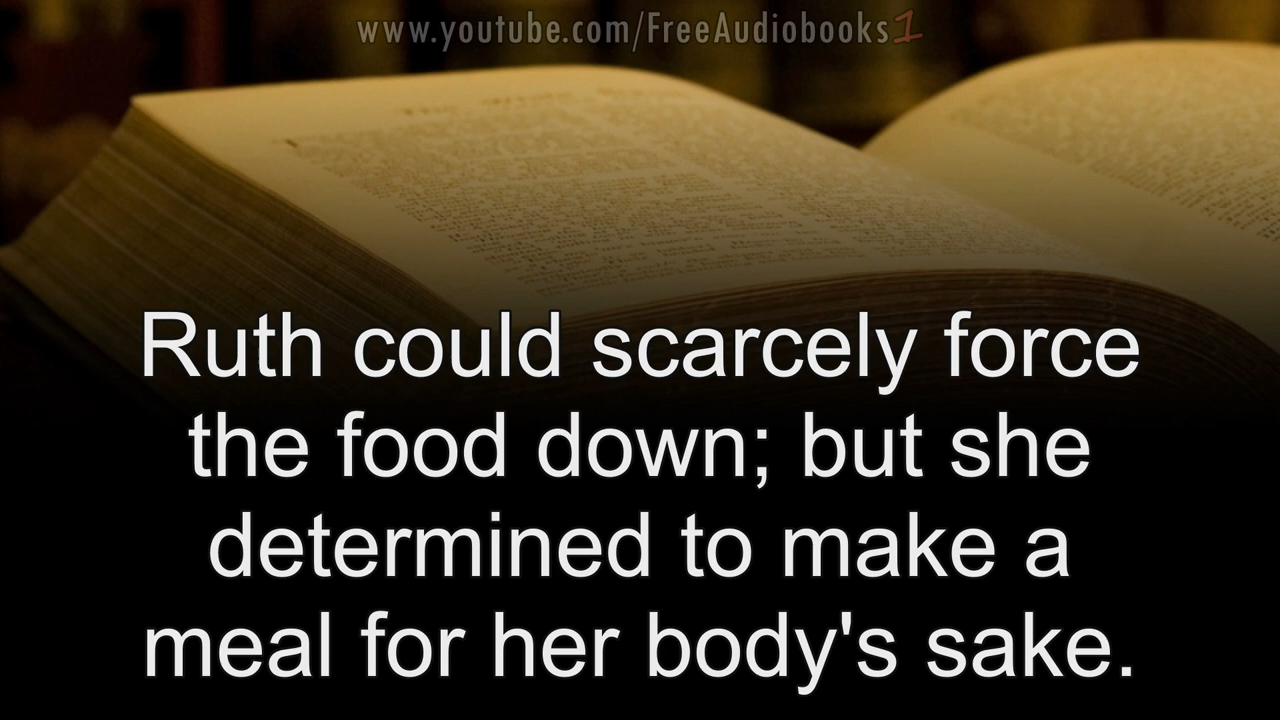 www.youtube.com/FreeAudiobooks1
Ruth could scarcely force
the food down; but she
determined to make a
meal for her body's sake.